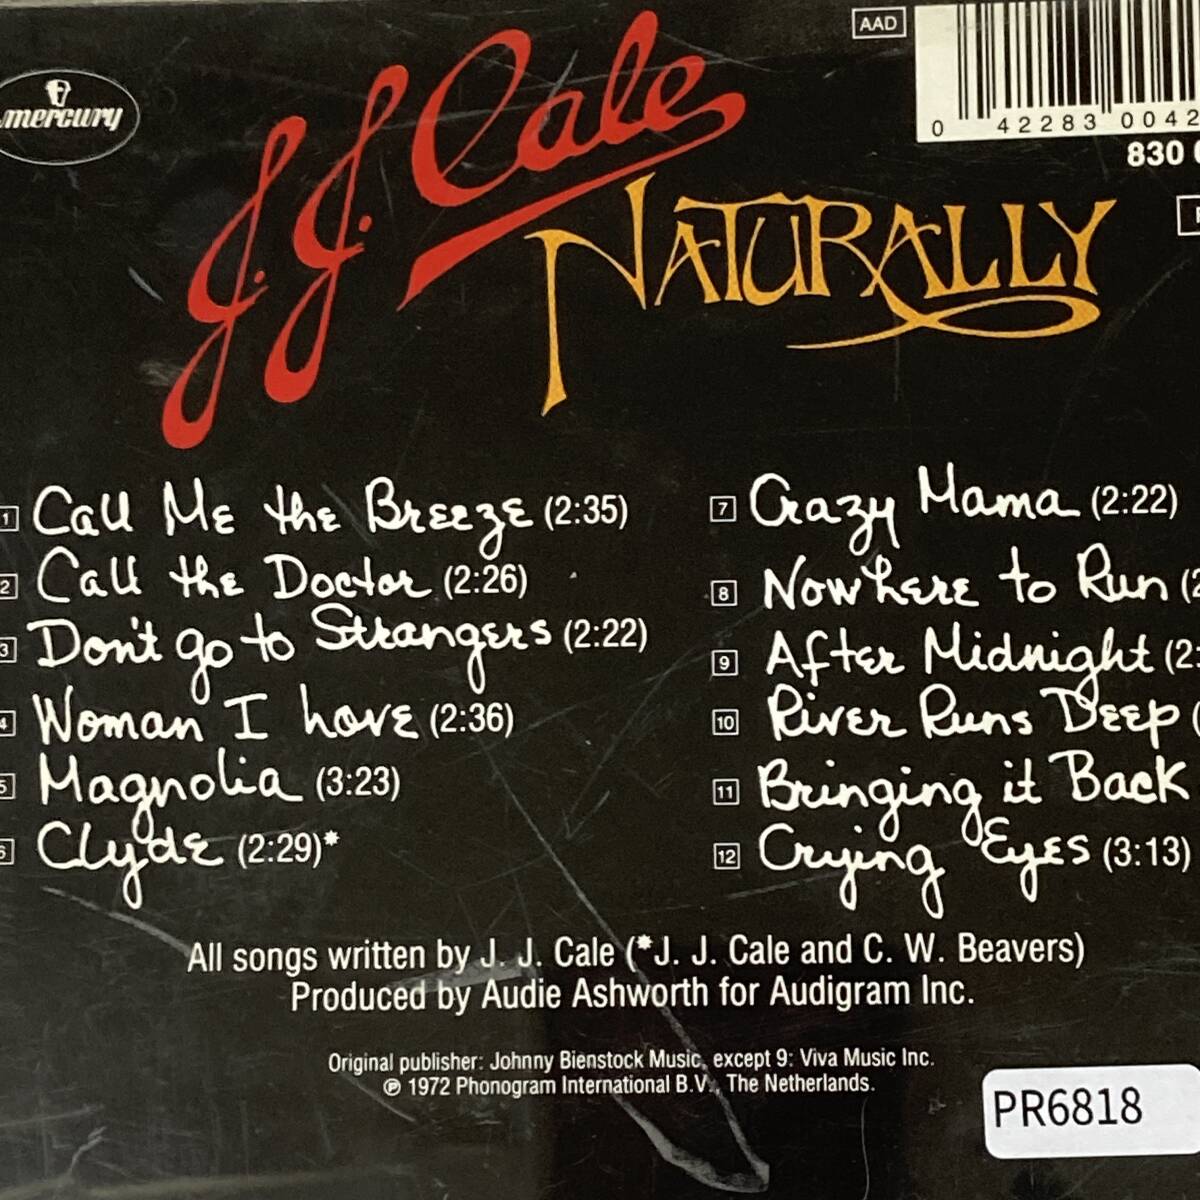 mercury
J.J. Cale
NATURALLY
AAD
0 42283 0042
830
1 Call Me the Breeze (2:35)
2 Call the Doctor (2:26)
3 Don't go to Strangers (2:22)
4 Woman I love (2:36)
5 Magnolia (3:23)
6 Clyde (2:29)*
7 Crazy Mama (2:22)
8 Nowhere to Run (2
9 After Midnight (2:
10 River Runs Deep (
11 Bringing it Back
12 Crying Eyes (3:13)
All songs written by J. J. Cale (*J. J. Cale and C. W. Beavers)
Produced by Audie Ashworth for Audigram Inc.
Original publisher: Johnny Bienstock Music, except 9: Viva Music Inc.
℗ 1972 Phonogram International B.V., The Netherlands.
PR6818